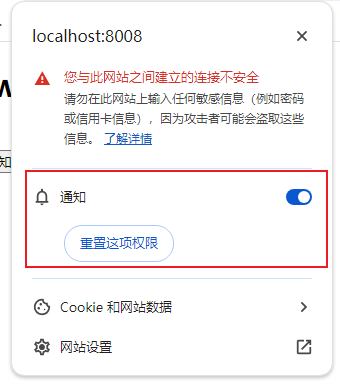 localhost:8008
您与此网站之间建立的连接不安全
请勿在此网站上输入任何敏感信息（例如密码
或信用卡信息），因为攻击者可能会盗取这些
信息。 了解详情
知
通知
重置这项权限
Cookie 和网站数据
网站设置